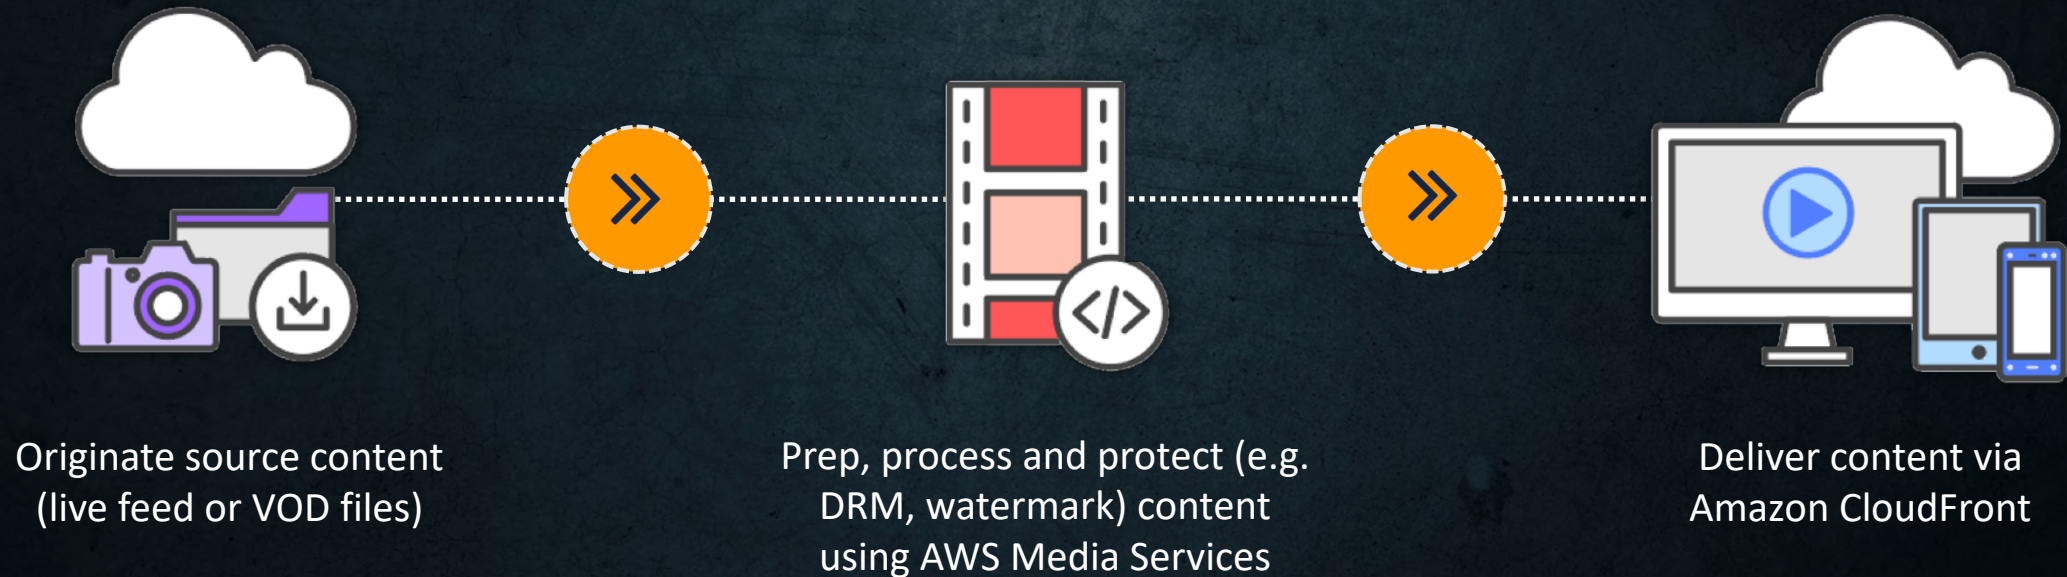 Originate source content
(live feed or VOD files)
Prep, process and protect (e.g.
DRM, watermark) content
using AWS Media Services
Deliver content via
Amazon CloudFront